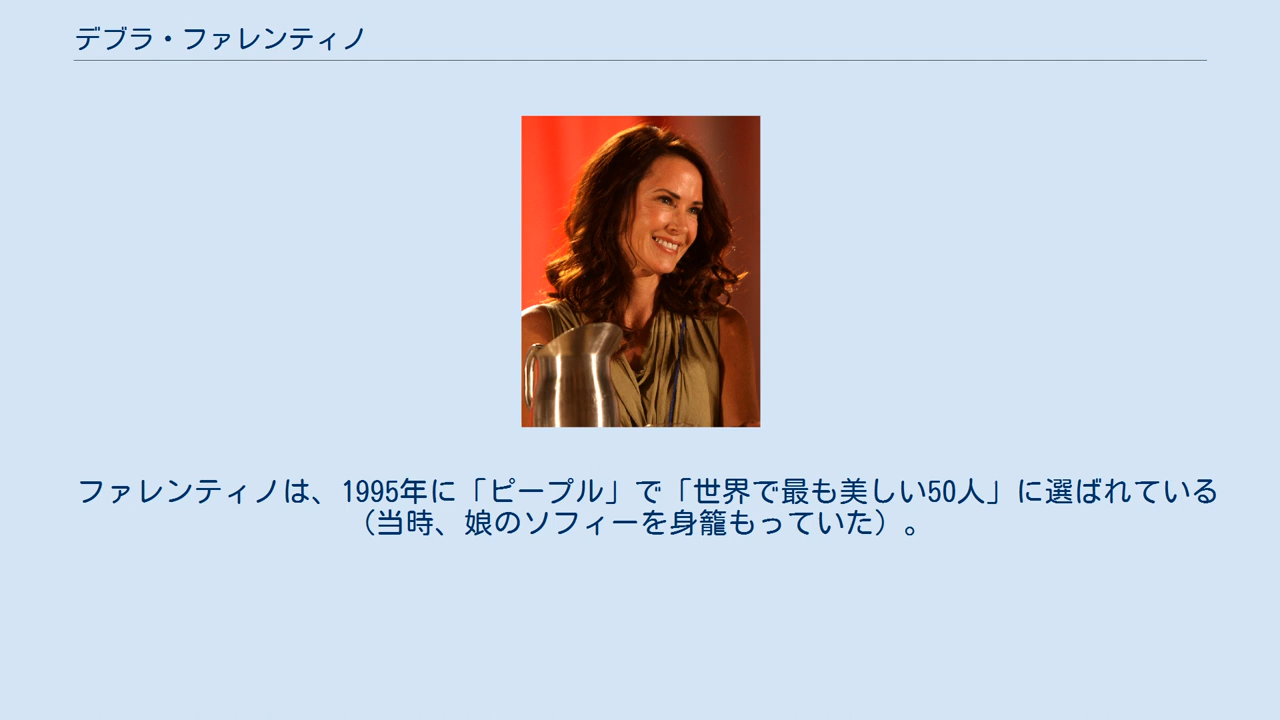 デブラ・ファレンティノ
ファレンティノは、1995年に「ピープル」で「世界で最も美しい50人」に選ばれている
（当時、娘のソフィーを身籠もっていた）。